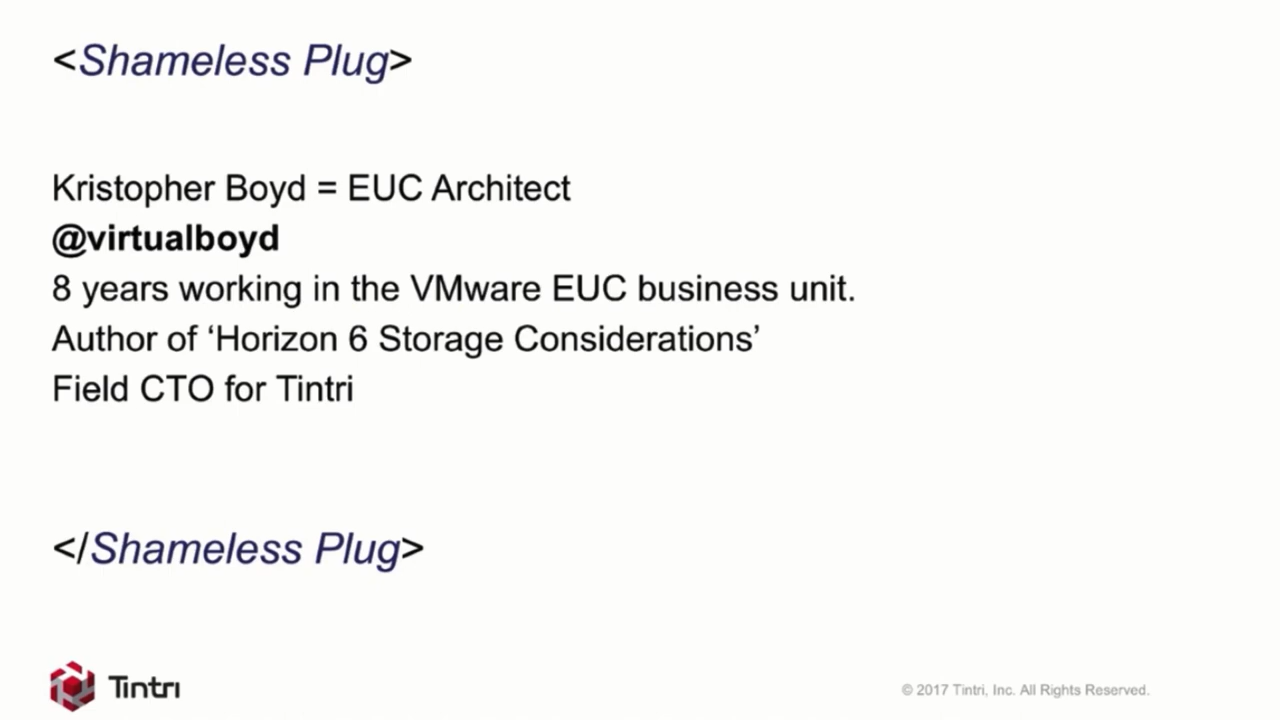 <Shameless Plug>
Kristopher Boyd = EUC Architect
@virtualboyd
8 years working in the VMware EUC business unit.
Author of ‘Horizon 6 Storage Considerations’
Field CTO for Tintri
</Shameless Plug>
Tintri
© 2017 Tintri, Inc. All Rights Reserved.